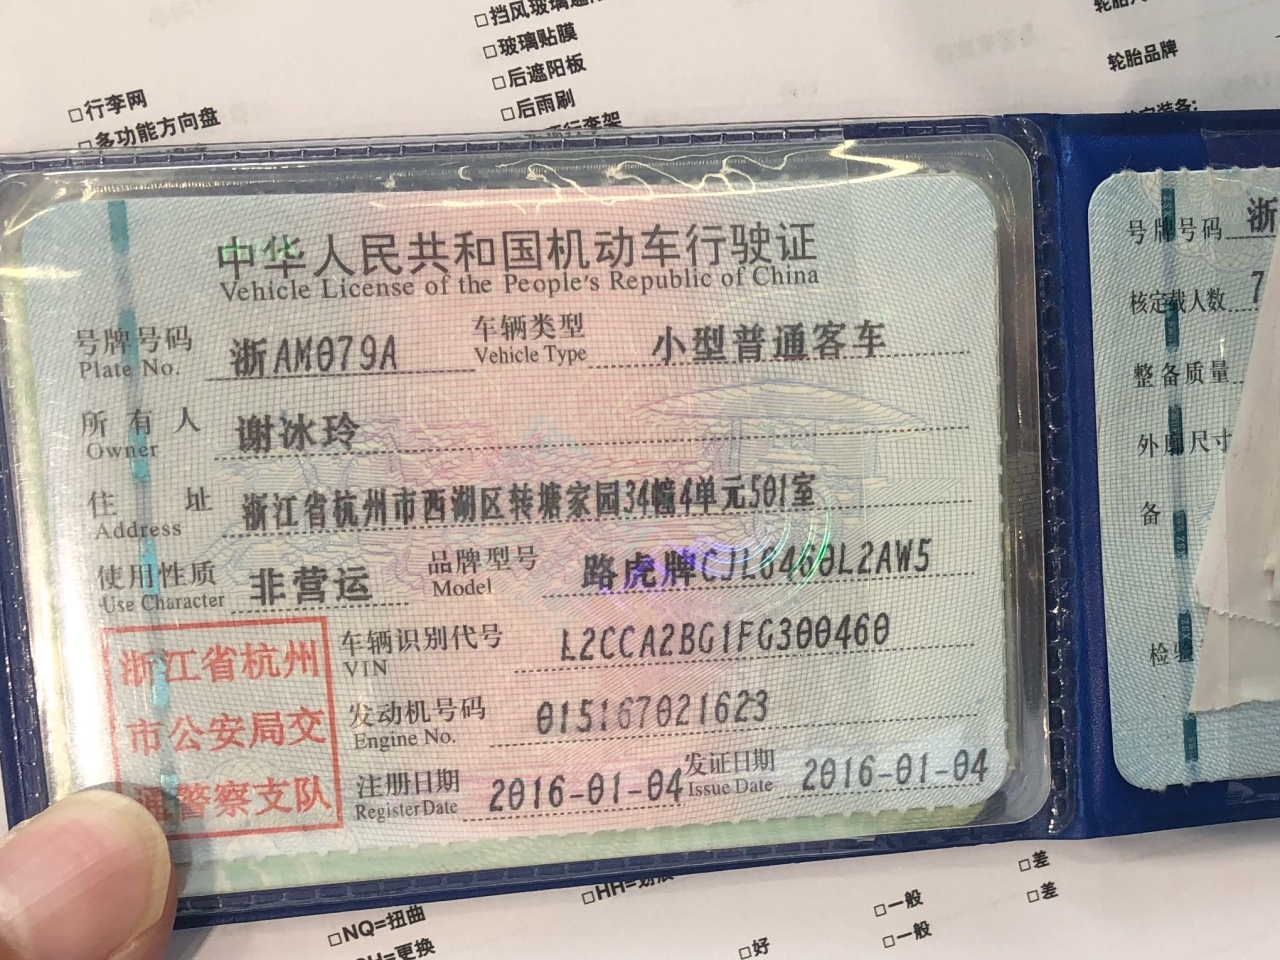 □行李网
□多功能方向盘
□挡风玻璃
□玻璃贴膜
□后遮阳板
□后雨刷
行李架
轮胎品牌
装备:
中华人民共和国机动车行驶证
Vehicle License of the People's Republic of China
号牌号码 浙AM079A 车辆类型 小型普通客车
Plate No. Vehicle Type
所有人 谢冰玲
Owner
住址 浙江省杭州市西湖区转塘家园34幢4单元501室
Address
使用性质 非营运 品牌型号 路虎牌CJL6460L2AW5
Use Character Model
车辆识别代号 L2CCA2BG1FG300460
VIN
发动机号码 015167021623
Engine No.
注册日期 2016-01-04 发证日期 2016-01-04
Register Date Issue Date
浙江省杭州
市公安局交
通警察支队
号牌号码 浙
核定载人数 7
整备质量
外廓尺寸
备
检验
□NQ=扭曲
=更换
□HH=
□好
□一般
□一般
□差
□差